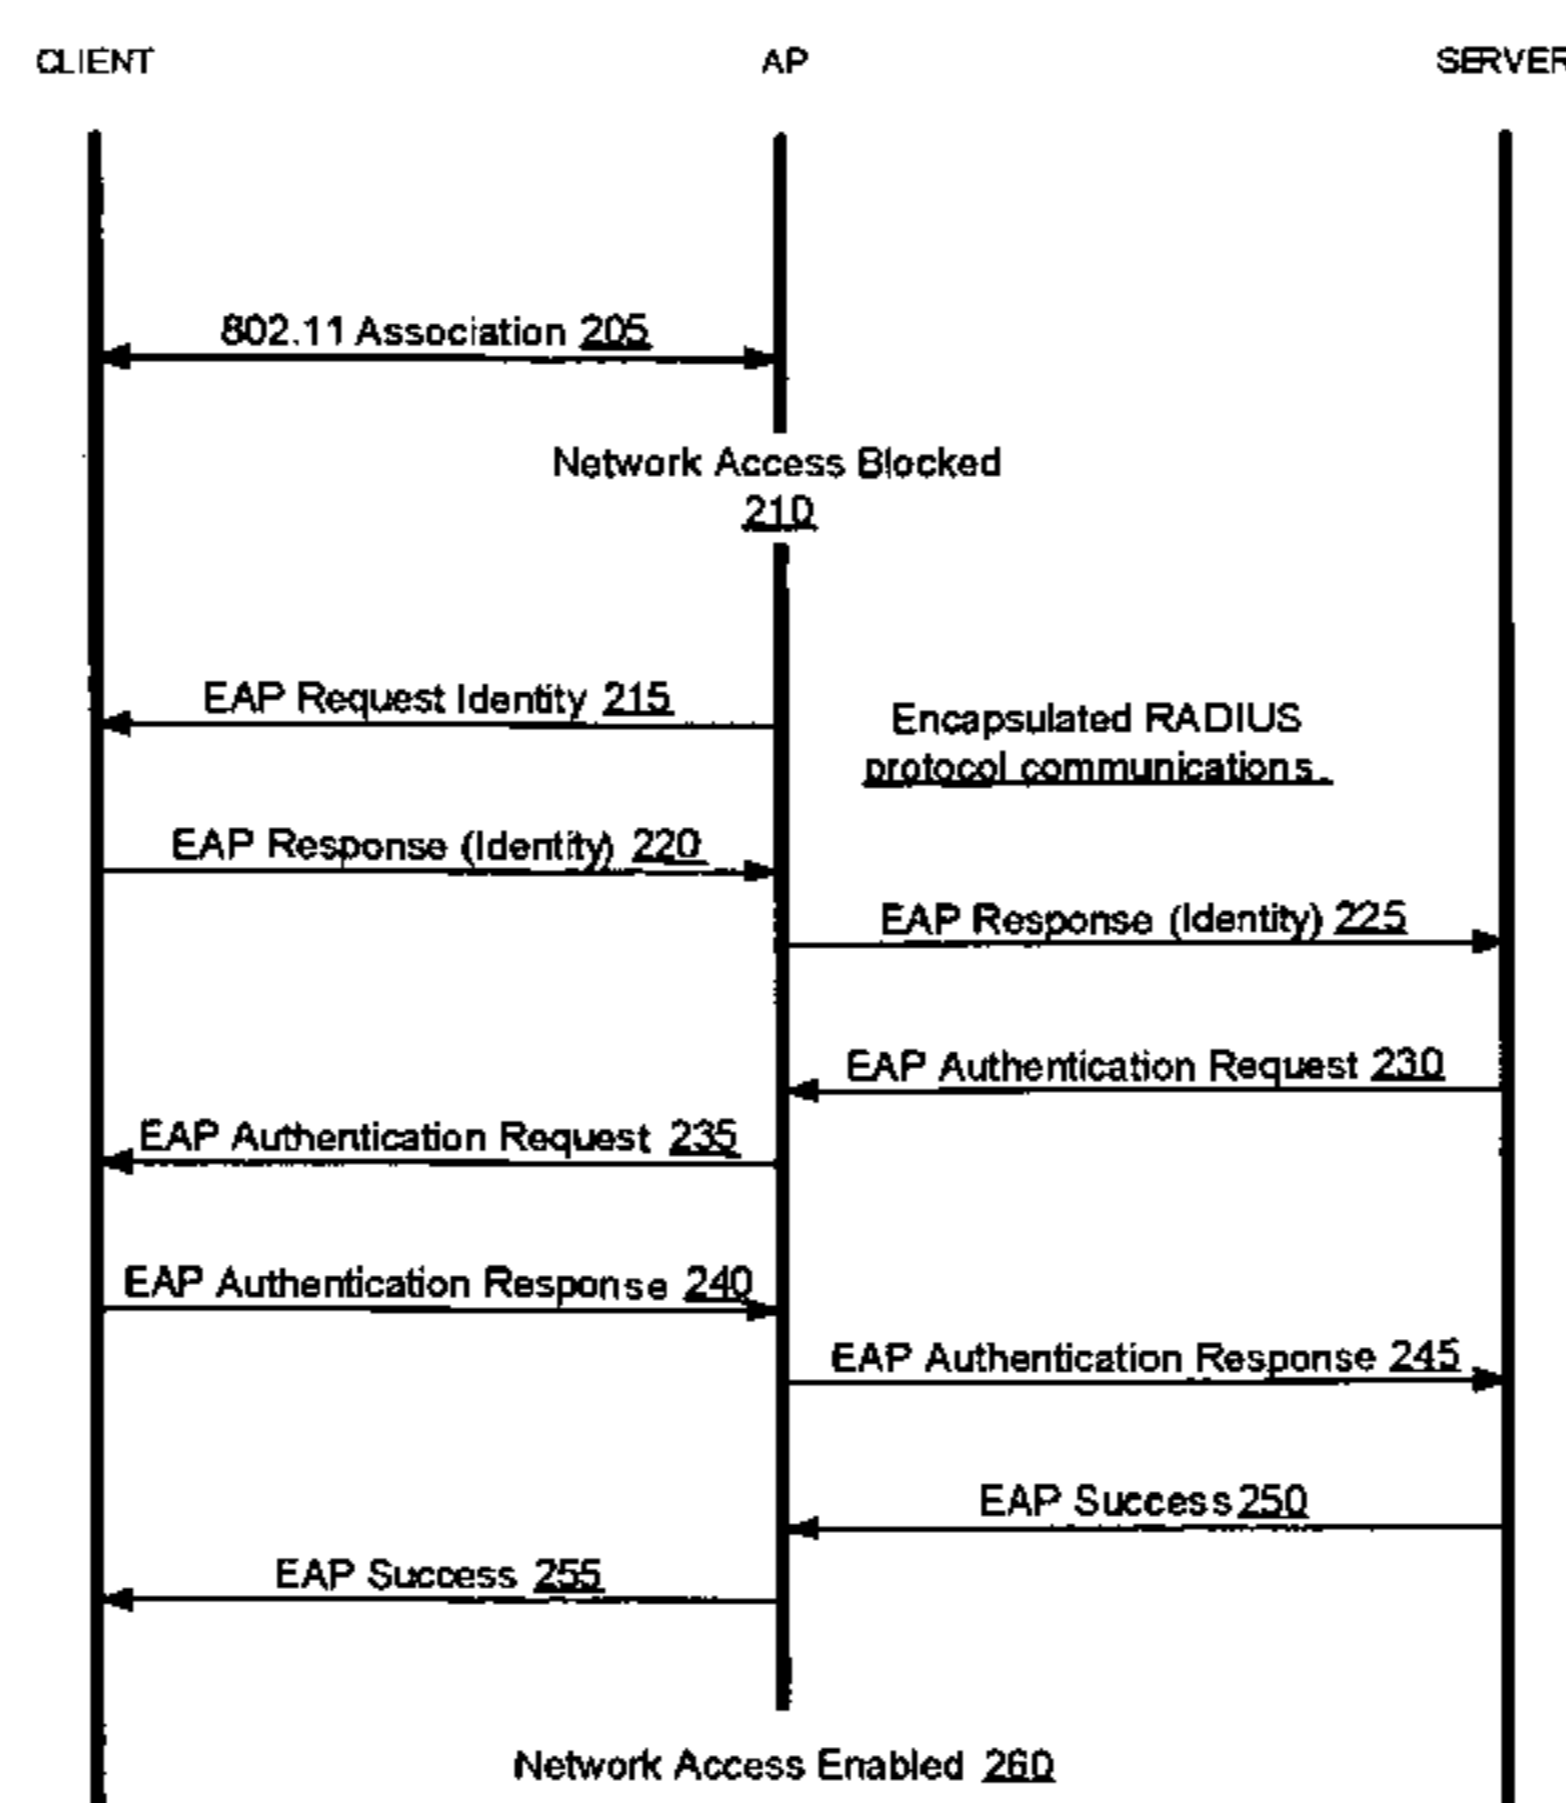 CLIENT AP SERVER
802.11 Association 205
Network Access Blocked
210
EAP Request Identity 215
Encapsulated RADIUS
protocol communications.
EAP Response (Identity) 220
EAP Response (Identity) 225
EAP Authentication Request 230
EAP Authentication Request 235
EAP Authentication Response 240
EAP Authentication Response 245
EAP Success 250
EAP Success 255
Network Access Enabled 260